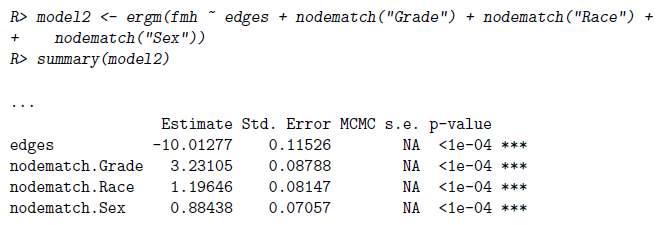 R> model2 <- ergm(fmh ~ edges + nodematch("Grade") + nodematch("Race") +
+    nodematch("Sex"))
R> summary(model2)
...
Estimate Std. Error MCMC s.e. p-value
edges -10.01277 0.11526 NA <1e-04 ***
nodematch.Grade 3.23105 0.08788 NA <1e-04 ***
nodematch.Race 1.19646 0.08147 NA <1e-04 ***
nodematch.Sex 0.88438 0.07057 NA <1e-04 ***